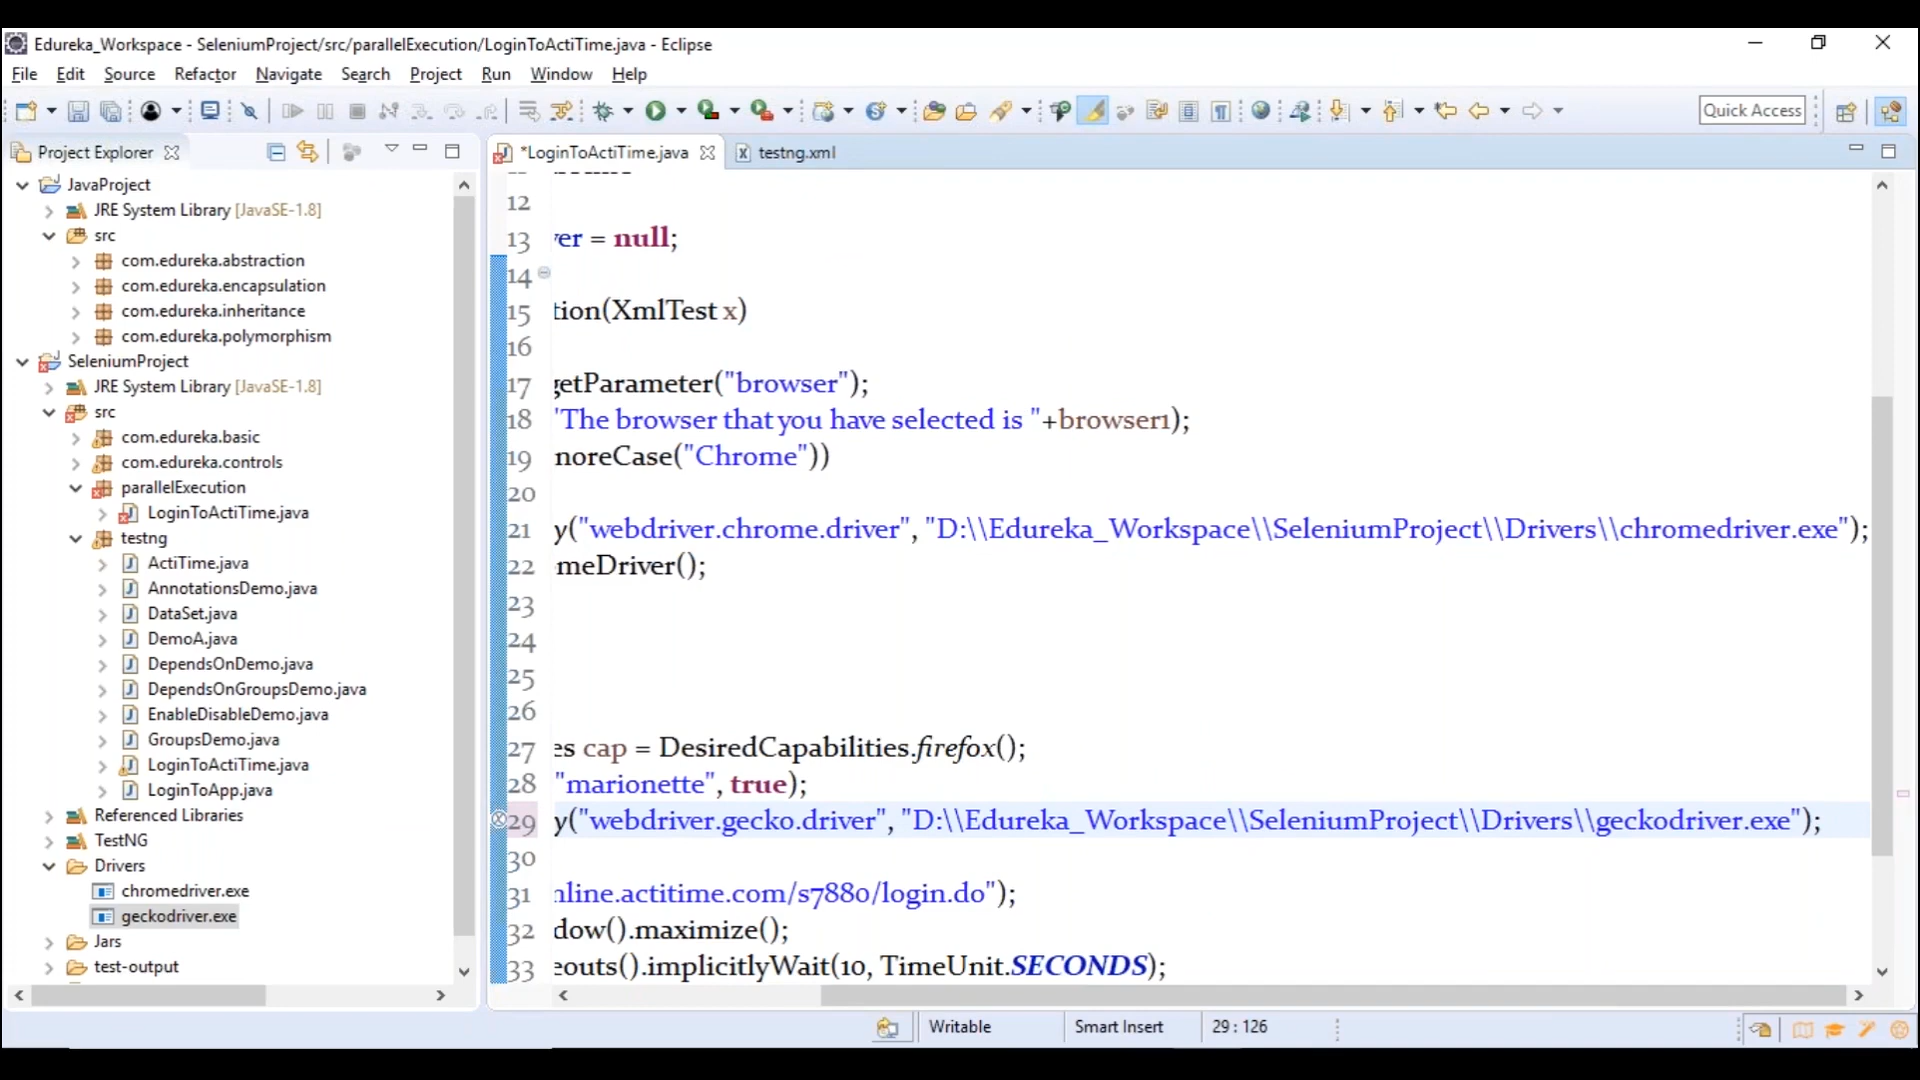 Edureka_Workspace - SeleniumProject/src/parallelExecution/LoginToActiTime.java - Eclipse
File Edit Source Refactor Navigate Search Project Run Window Help
Quick Access
Project Explorer
JavaProject
JRE System Library [JavaSE-1.8]
src
com.edureka.abstraction
com.edureka.encapsulation
com.edureka.inheritance
com.edureka.polymorphism
SeleniumProject
JRE System Library [JavaSE-1.8]
src
com.edureka.basic
com.edureka.controls
parallelExecution
LoginToActiTime.java
testng
ActiTime.java
AnnotationsDemo.java
DataSet.java
DemoA.java
DependsOnDemo.java
DependsOnGroupsDemo.java
EnableDisableDemo.java
GroupsDemo.java
LoginToActiTime.java
LoginToApp.java
Referenced Libraries
TestNG
Drivers
chromedriver.exe
geckodriver.exe
Jars
test-output
*LoginToActiTime.java testng.xml
12
13 ver = null;
14
15 tion(XmlTest x)
16
17 getParameter("browser");
18 "The browser that you have selected is "+browser1);
19 noreCase("Chrome"))
20
21 y("webdriver.chrome.driver", "D:\\Edureka_Workspace\\SeleniumProject\\Drivers\\chromedriver.exe");
22 meDriver();
23
24
25
26
27 es cap = DesiredCapabilities.firefox();
28 "marionette", true);
29 y("webdriver.gecko.driver", "D:\\Edureka_Workspace\\SeleniumProject\\Drivers\\geckodriver.exe");
30
31 nline.actitime.com/s7880/login.do");
32 dow().maximize();
33 eouts().implicitlyWait(10, TimeUnit.SECONDS);
Writable Smart Insert 29 : 126